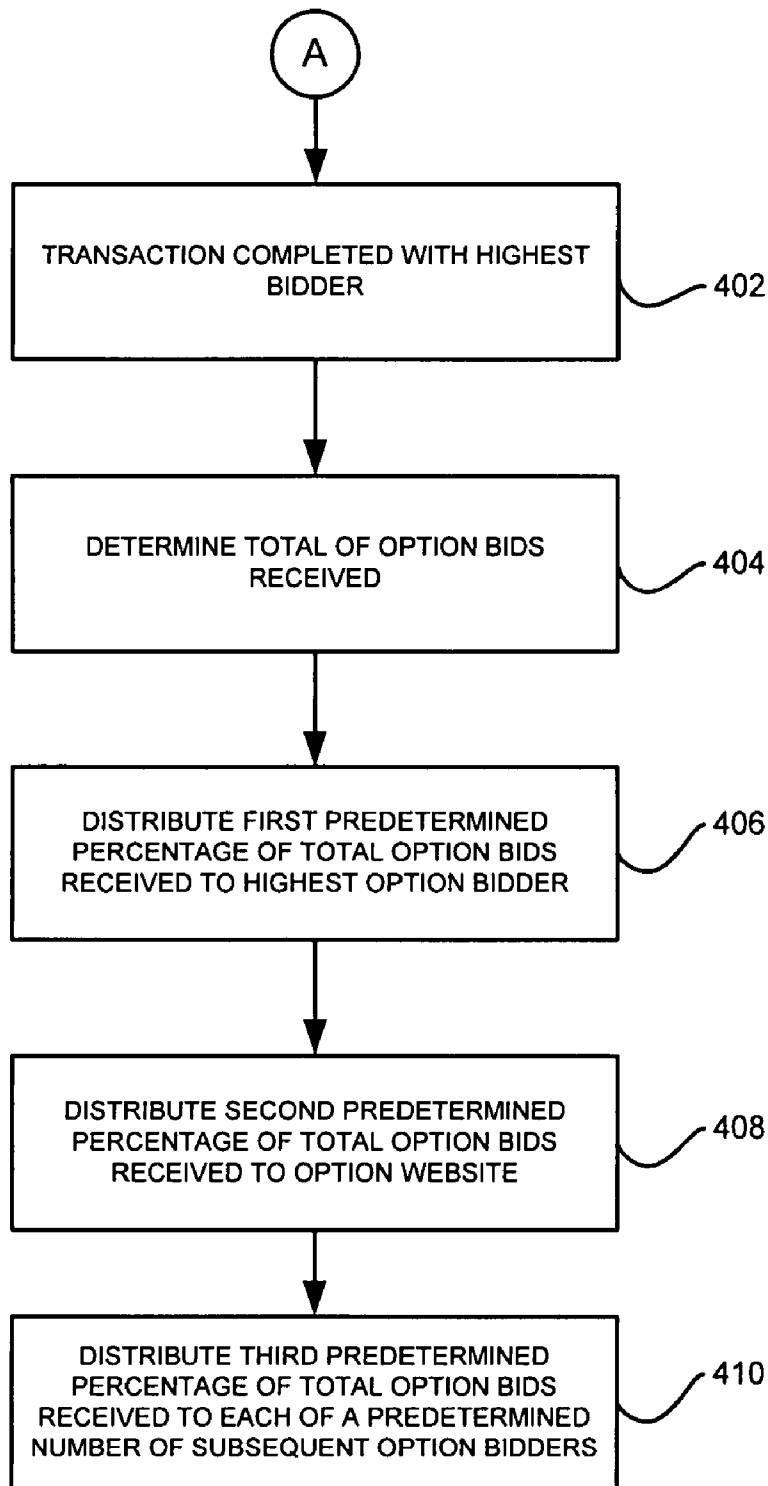 A
TRANSACTION COMPLETED WITH HIGHEST
BIDDER
402
DETERMINE TOTAL OF OPTION BIDS
RECEIVED
404
DISTRIBUTE FIRST PREDETERMINED
PERCENTAGE OF TOTAL OPTION BIDS
RECEIVED TO HIGHEST OPTION BIDDER
406
DISTRIBUTE SECOND PREDETERMINED
PERCENTAGE OF TOTAL OPTION BIDS
RECEIVED TO OPTION WEBSITE
408
DISTRIBUTE THIRD PREDETERMINED
PERCENTAGE OF TOTAL OPTION BIDS
RECEIVED TO EACH OF A PREDETERMINED
NUMBER OF SUBSEQUENT OPTION BIDDERS
410